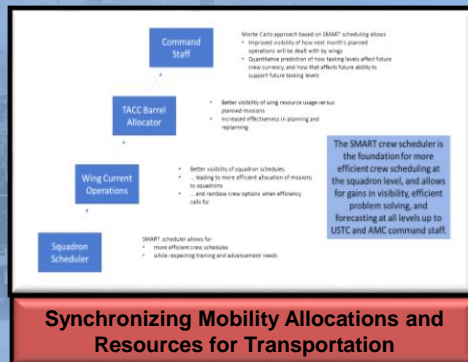 Command
Staff
Monte Carlo approach based on SMART scheduling allows
• Improved visibility of how next month's planned
operations will be dealt with by wings
• Quantitative prediction of how tasking levels affect future
crew currency, and how that affects future ability to
support future tasking levels
TACC Barrel
Allocator
• Better visibility of wing resource usage versus
planned missions
• Increased effectiveness in planning and
replanning
Wing Current
Operations
• Better visibility of squadron schedules
• … leading to more efficient allocation of missions
to squadrons
• … and rainbow crew options when efficiency
calls for
The SMART crew scheduler is
the foundation for more
efficient crew scheduling at
the squadron level, and allows
for gains in visibility, efficient
problem solving, and
forecasting at all levels up to
USTC and AMC command staff.
Squadron
Scheduler
SMART scheduler allows for
• more efficient crew schedules
• while respecting training and advancement needs
Synchronizing Mobility Allocations and
Resources for Transportation